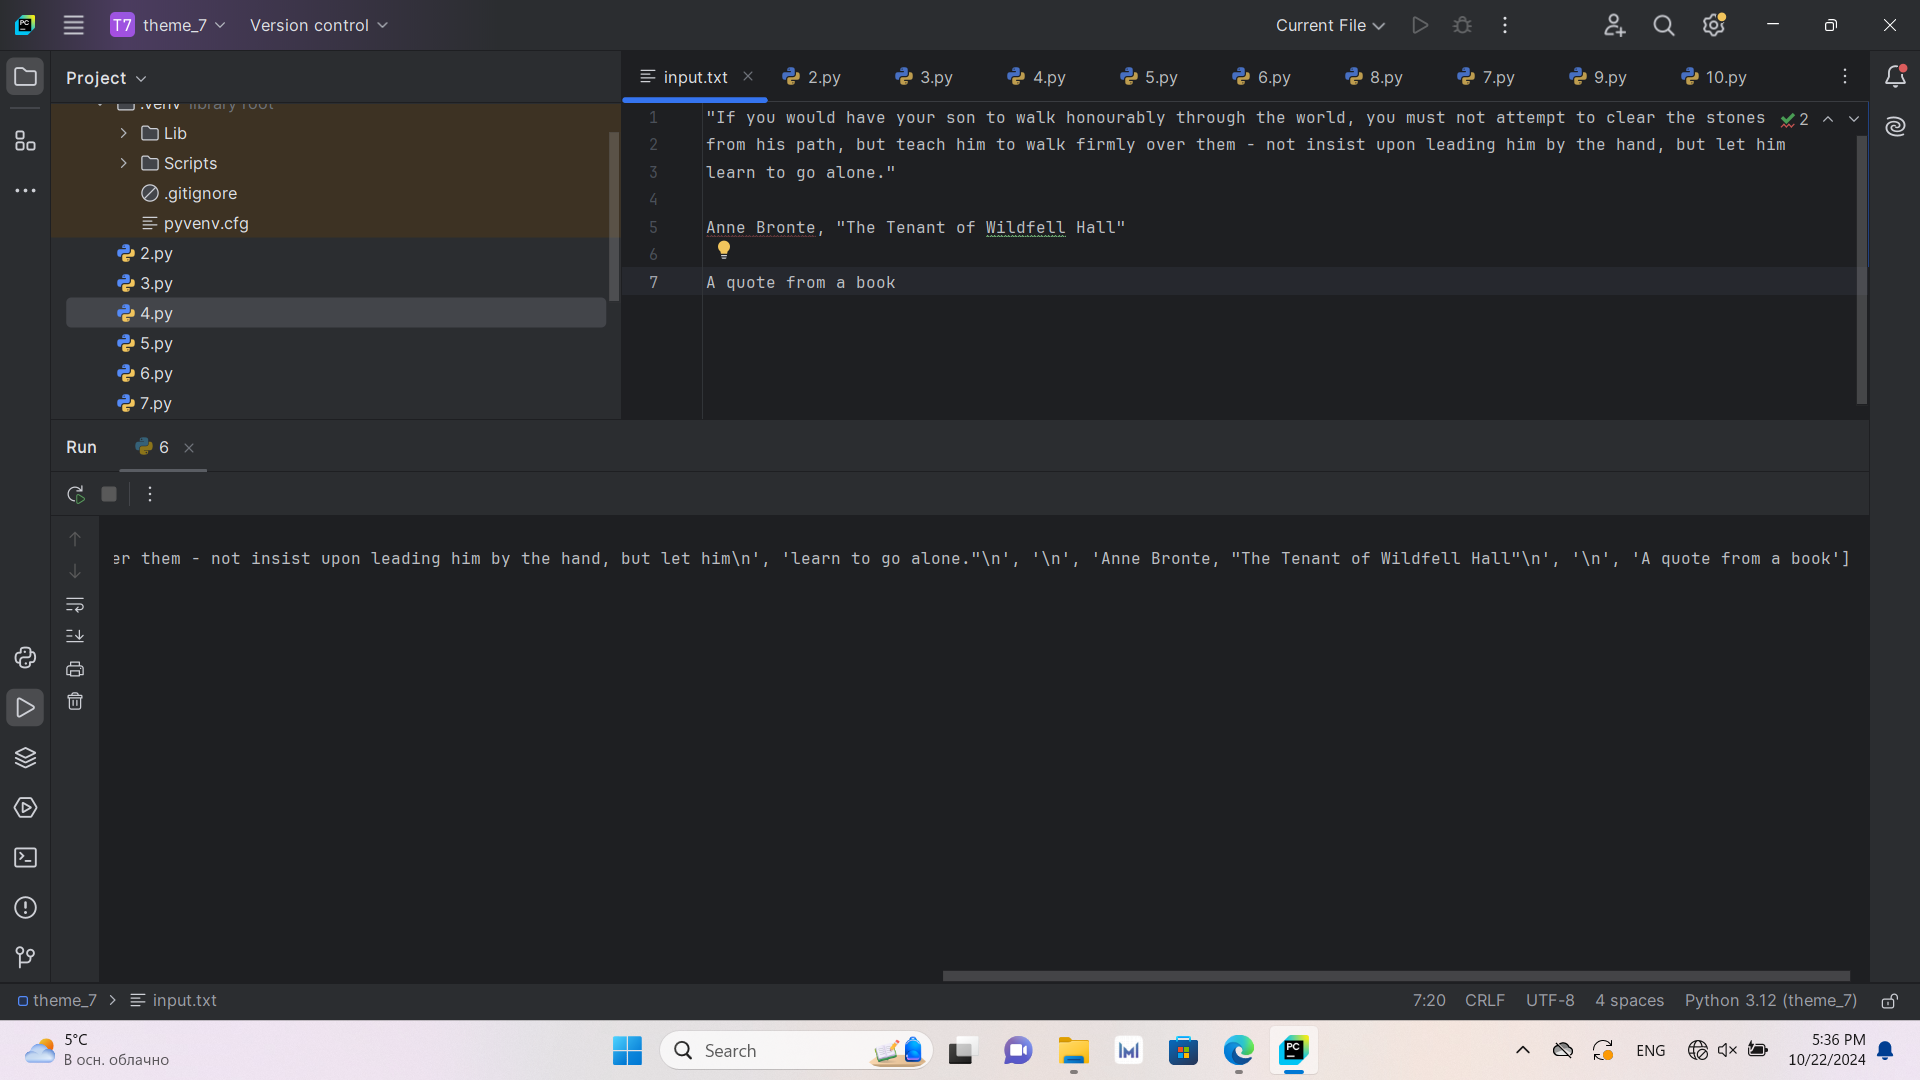 T7 theme_7 Version control Current File
Project
input.txt 2.py 3.py 4.py 5.py 6.py 8.py 7.py 9.py 10.py
.venv library root
Lib
Scripts
.gitignore
pyvenv.cfg
2.py
3.py
4.py
5.py
6.py
7.py
1 "If you would have your son to walk honourably through the world, you must not attempt to clear the stones 2
2 from his path, but teach him to walk firmly over them - not insist upon leading him by the hand, but let him
3 learn to go alone."
4
5 Anne Bronte, "The Tenant of Wildfell Hall"
6
7 A quote from a book
Run 6
er them - not insist upon leading him by the hand, but let him\n', 'learn to go alone."\n', '\n', 'Anne Bronte, "The Tenant of Wildfell Hall"\n', '\n', 'A quote from a book']
theme_7 > input.txt 7:20 CRLF UTF-8 4 spaces Python 3.12 (theme_7)
5°C
В осн. облачно
Search
ENG
5:36 PM
10/22/2024